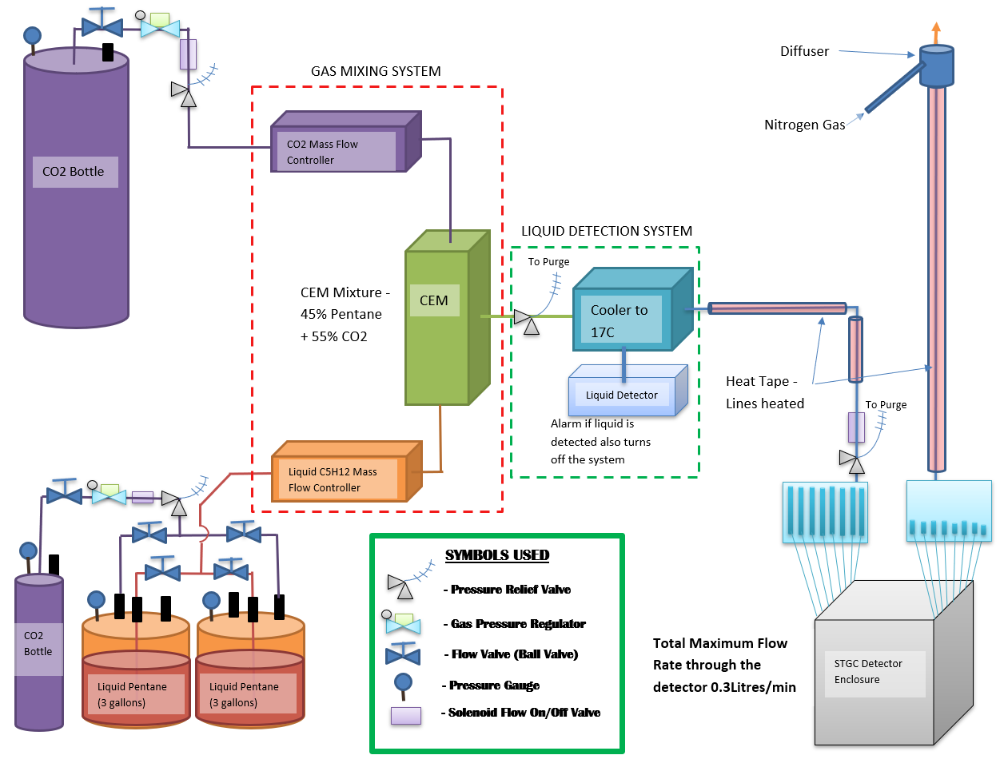 Diffuser
GAS MIXING SYSTEM
Nitrogen Gas
CO2 Mass Flow
Controller
CO2 Bottle
LIQUID DETECTION SYSTEM
To Purge
CEM Mixture -
45% Pentane
+ 55% CO2
CEM
Cooler to
17C
Heat Tape -
Lines heated
Liquid Detector
To Purge
Alarm if liquid is
detected also turns
off the system
Liquid C5H12 Mass
Flow Controller
SYMBOLS USED
- Pressure Relief Valve
- Gas Pressure Regulator
- Flow Valve (Ball Valve)
- Pressure Gauge
- Solenoid Flow On/Off Valve
CO2
Bottle
Liquid Pentane
(3 gallons)
Liquid Pentane
(3 gallons)
Total Maximum Flow
Rate through the
detector 0.3Litres/min
STGC Detector
Enclosure